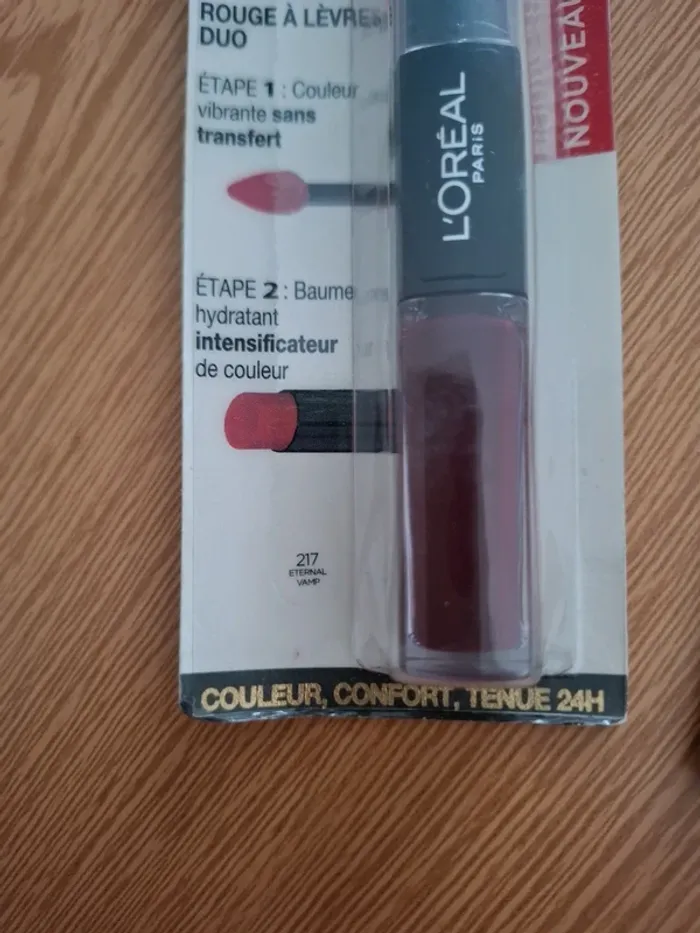 ROUGE À LÈVRES
DUO
ÉTAPE 1 : Couleur
vibrante sans
transfert
ÉTAPE 2 : Baume
hydratant
intensificateur
de couleur
217
ETERNAL
VAMP
L'ORÉAL
PARIS
NOUVEAU
COULEUR, CONFORT, TENUE 24H